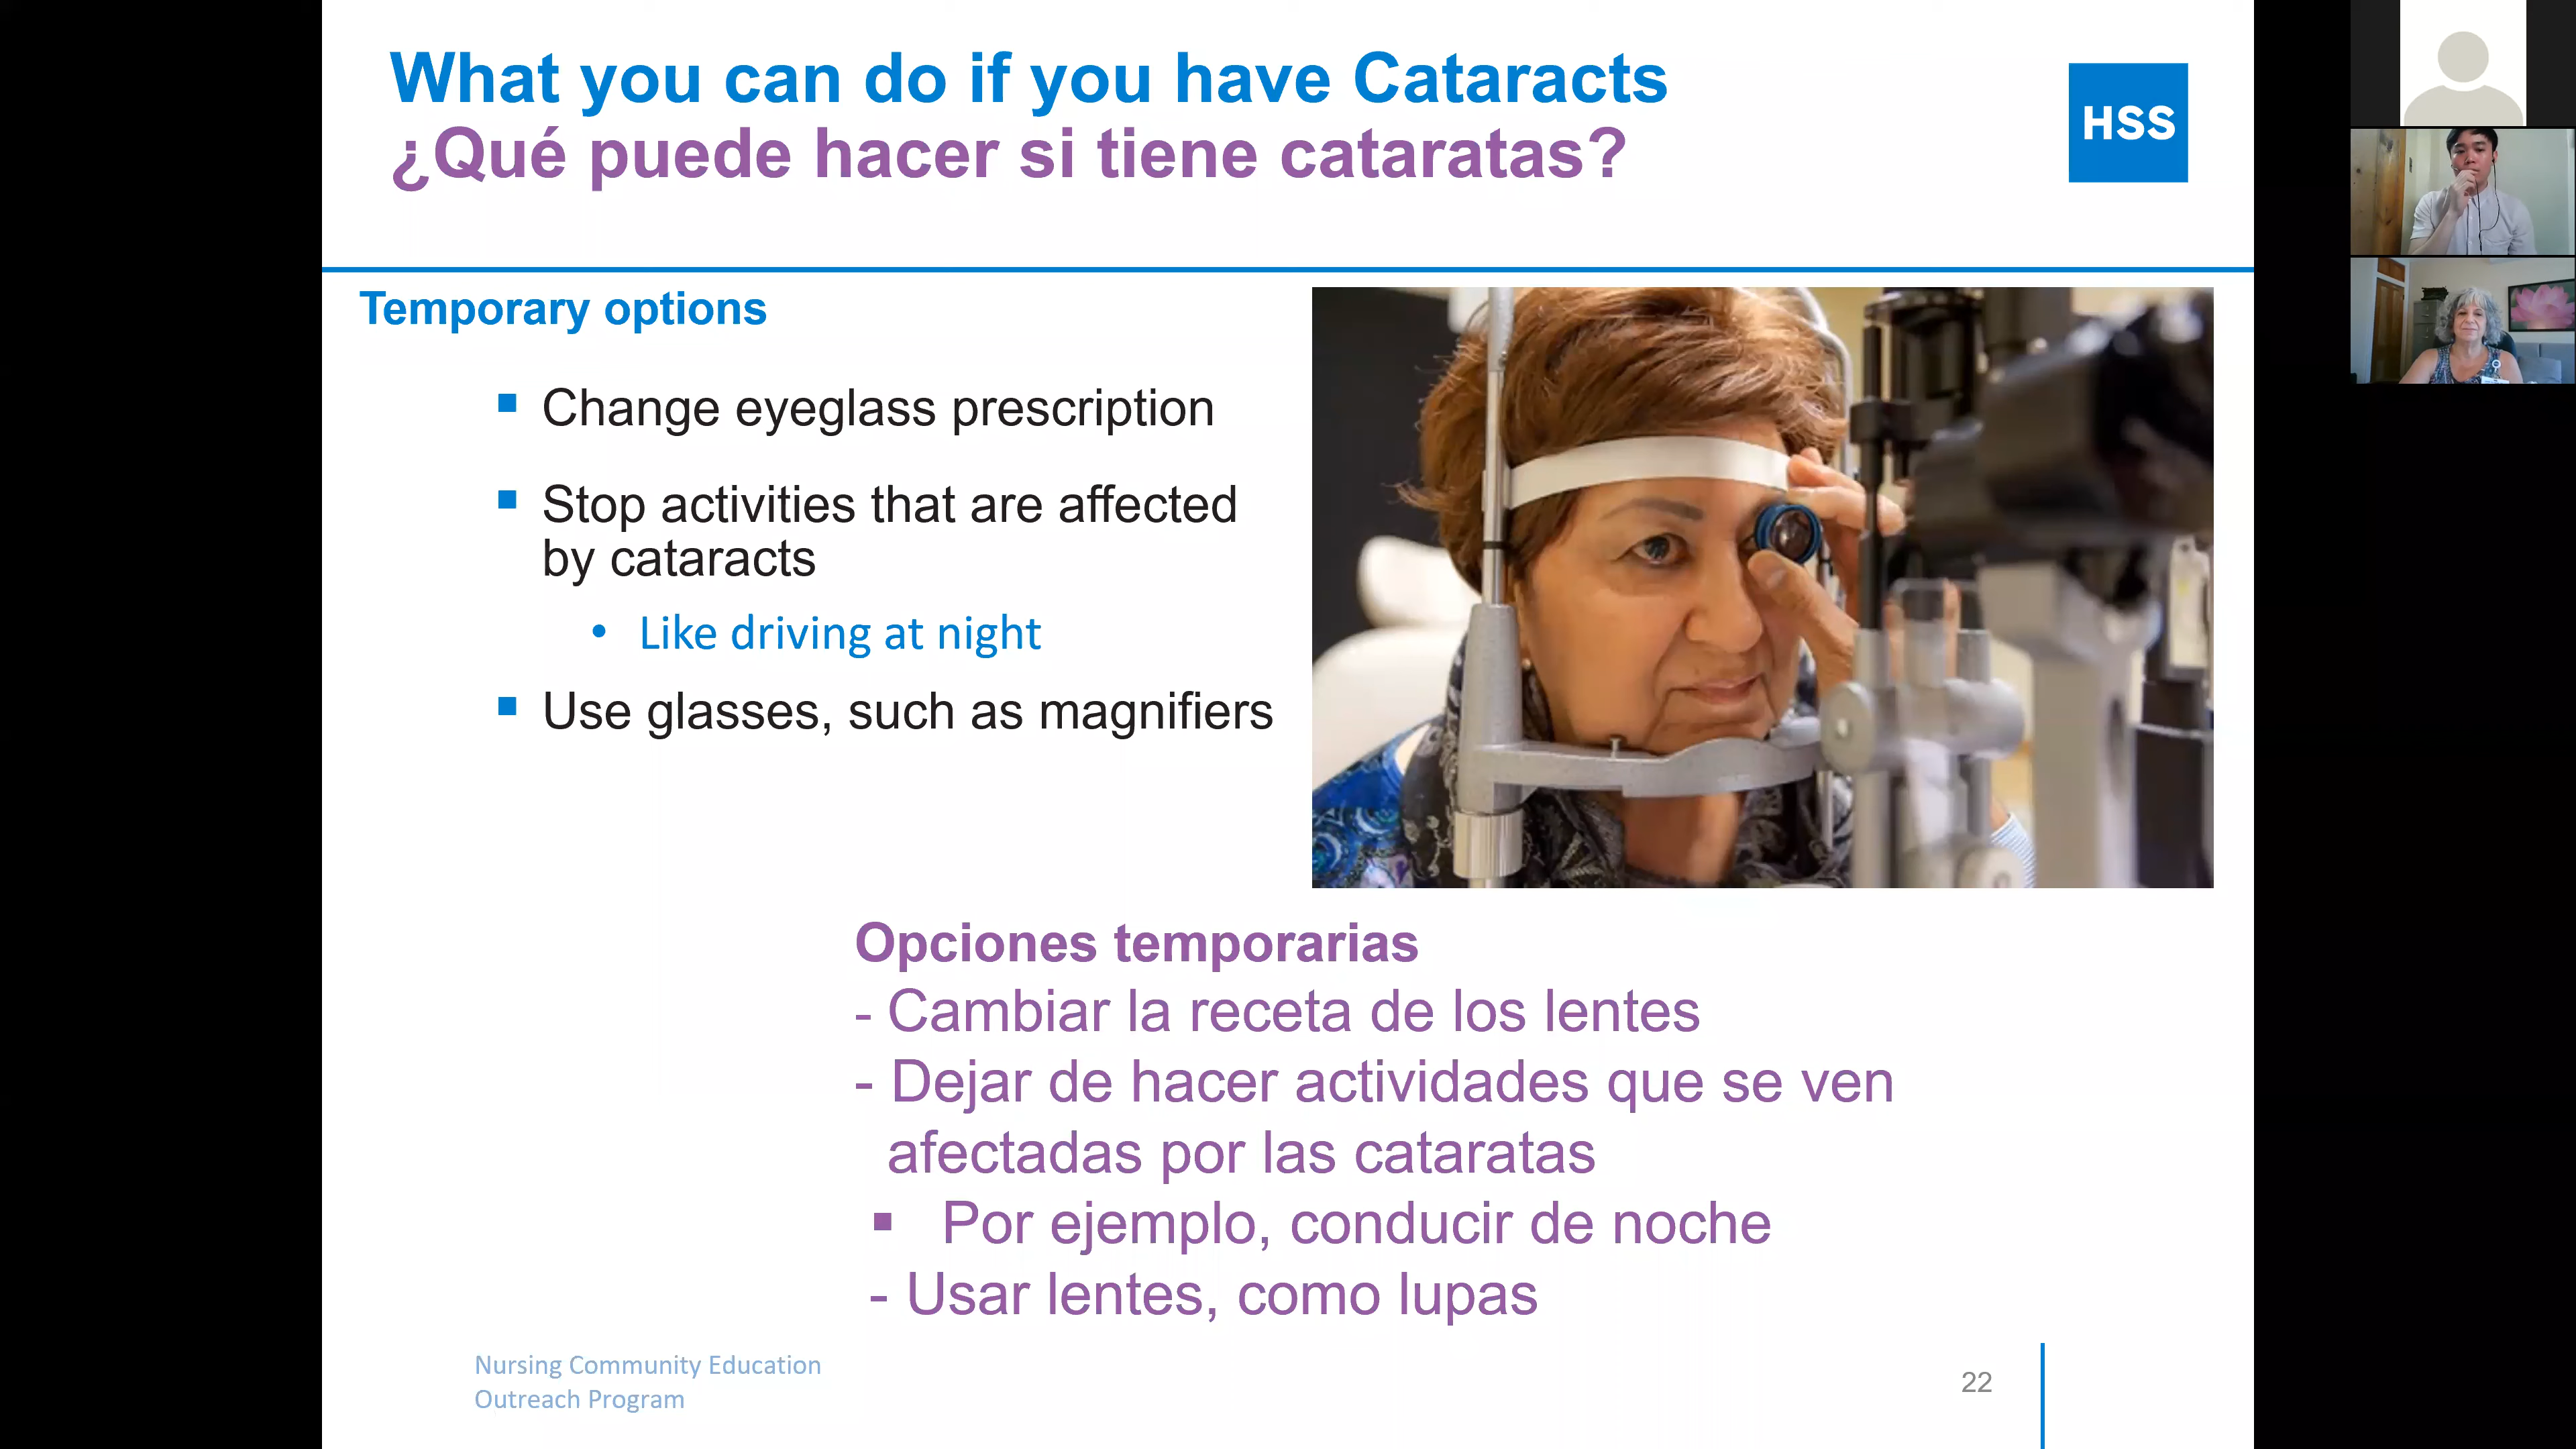 What you can do if you have Cataracts
¿Qué puede hacer si tiene cataratas?
HSS
Temporary options
▪ Change eyeglass prescription
▪ Stop activities that are affected
by cataracts
• Like driving at night
▪ Use glasses, such as magnifiers
Opciones temporarias
- Cambiar la receta de los lentes
- Dejar de hacer actividades que se ven
afectadas por las cataratas
▪ Por ejemplo, conducir de noche
- Usar lentes, como lupas
Nursing Community Education
Outreach Program
22